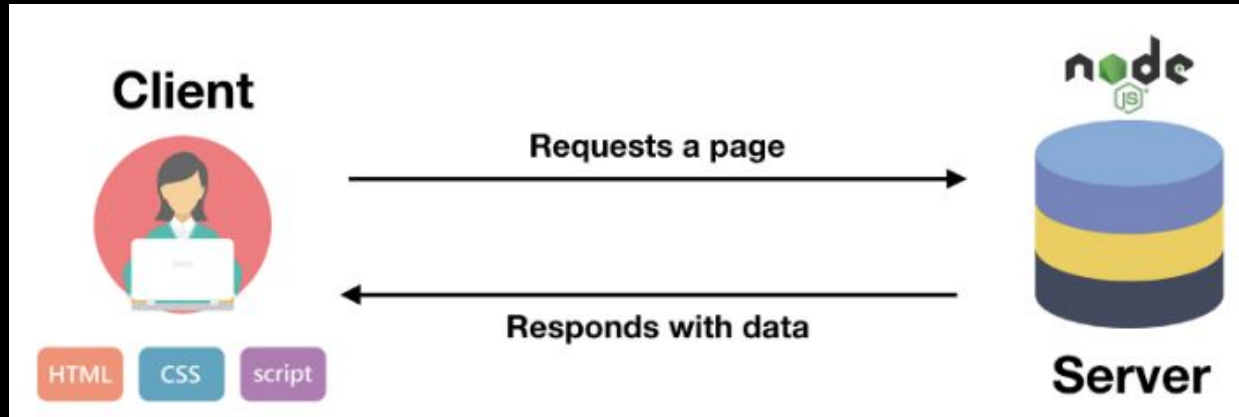 Client
HTML
CSS
script
Requests a page
Responds with data
node
JS
Server